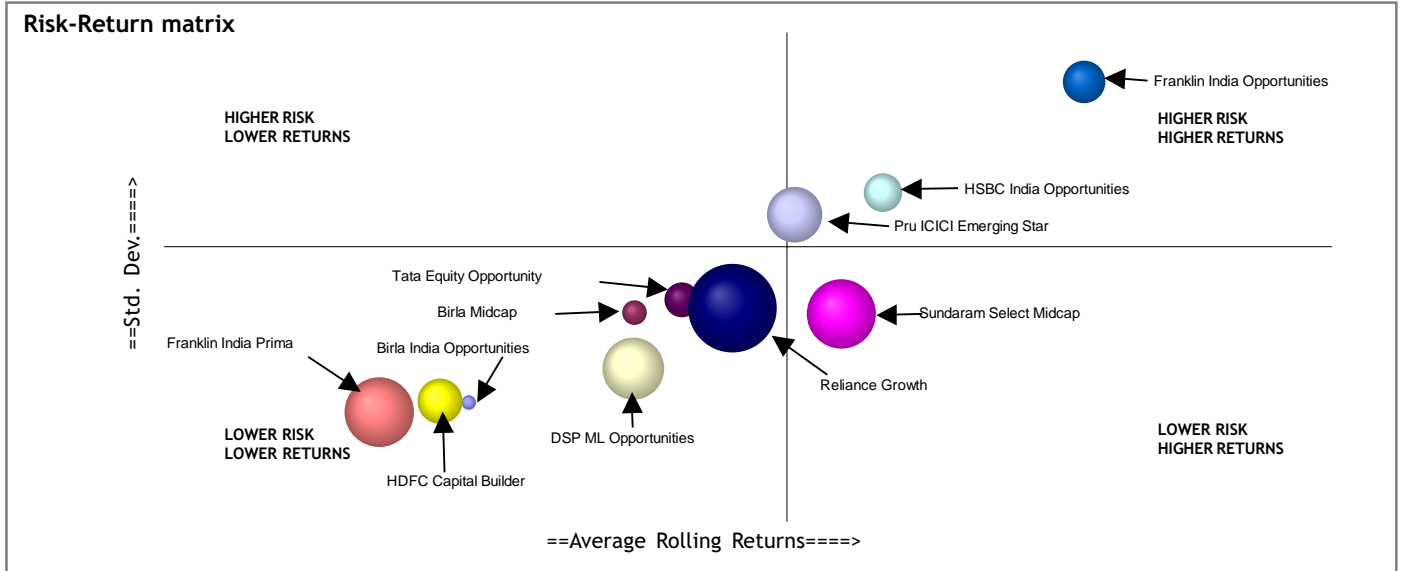 Risk-Return matrix
Franklin India Opportunities
HIGHER RISK
LOWER RETURNS
HIGHER RISK
HIGHER RETURNS
HSBC India Opportunities
Pru ICICI Emerging Star
==Std. Dev.=====>
Tata Equity Opportunity
Birla Midcap
Sundaram Select Midcap
Franklin India Prima
Birla India Opportunities
Reliance Growth
LOWER RISK
LOWER RETURNS
DSP ML Opportunities
LOWER RISK
HIGHER RETURNS
HDFC Capital Builder
==Average Rolling Returns====>